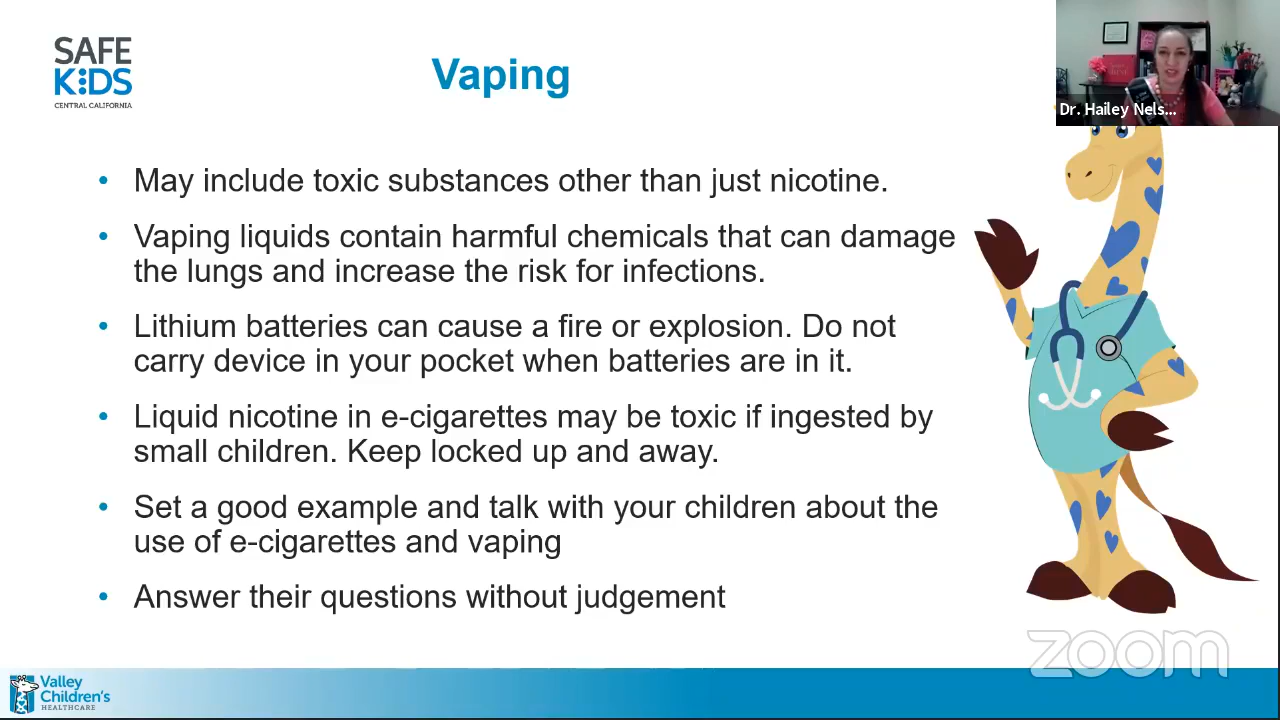 SAFE
KIDS
CENTRAL CALIFORNIA
Vaping
Dr. Hailey Nels...
• May include toxic substances other than just nicotine.
• Vaping liquids contain harmful chemicals that can damage
the lungs and increase the risk for infections.
• Lithium batteries can cause a fire or explosion. Do not
carry device in your pocket when batteries are in it.
• Liquid nicotine in e-cigarettes may be toxic if ingested by
small children. Keep locked up and away.
• Set a good example and talk with your children about the
use of e-cigarettes and vaping
• Answer their questions without judgement
zoom
Valley
Children's
HEALTHCARE